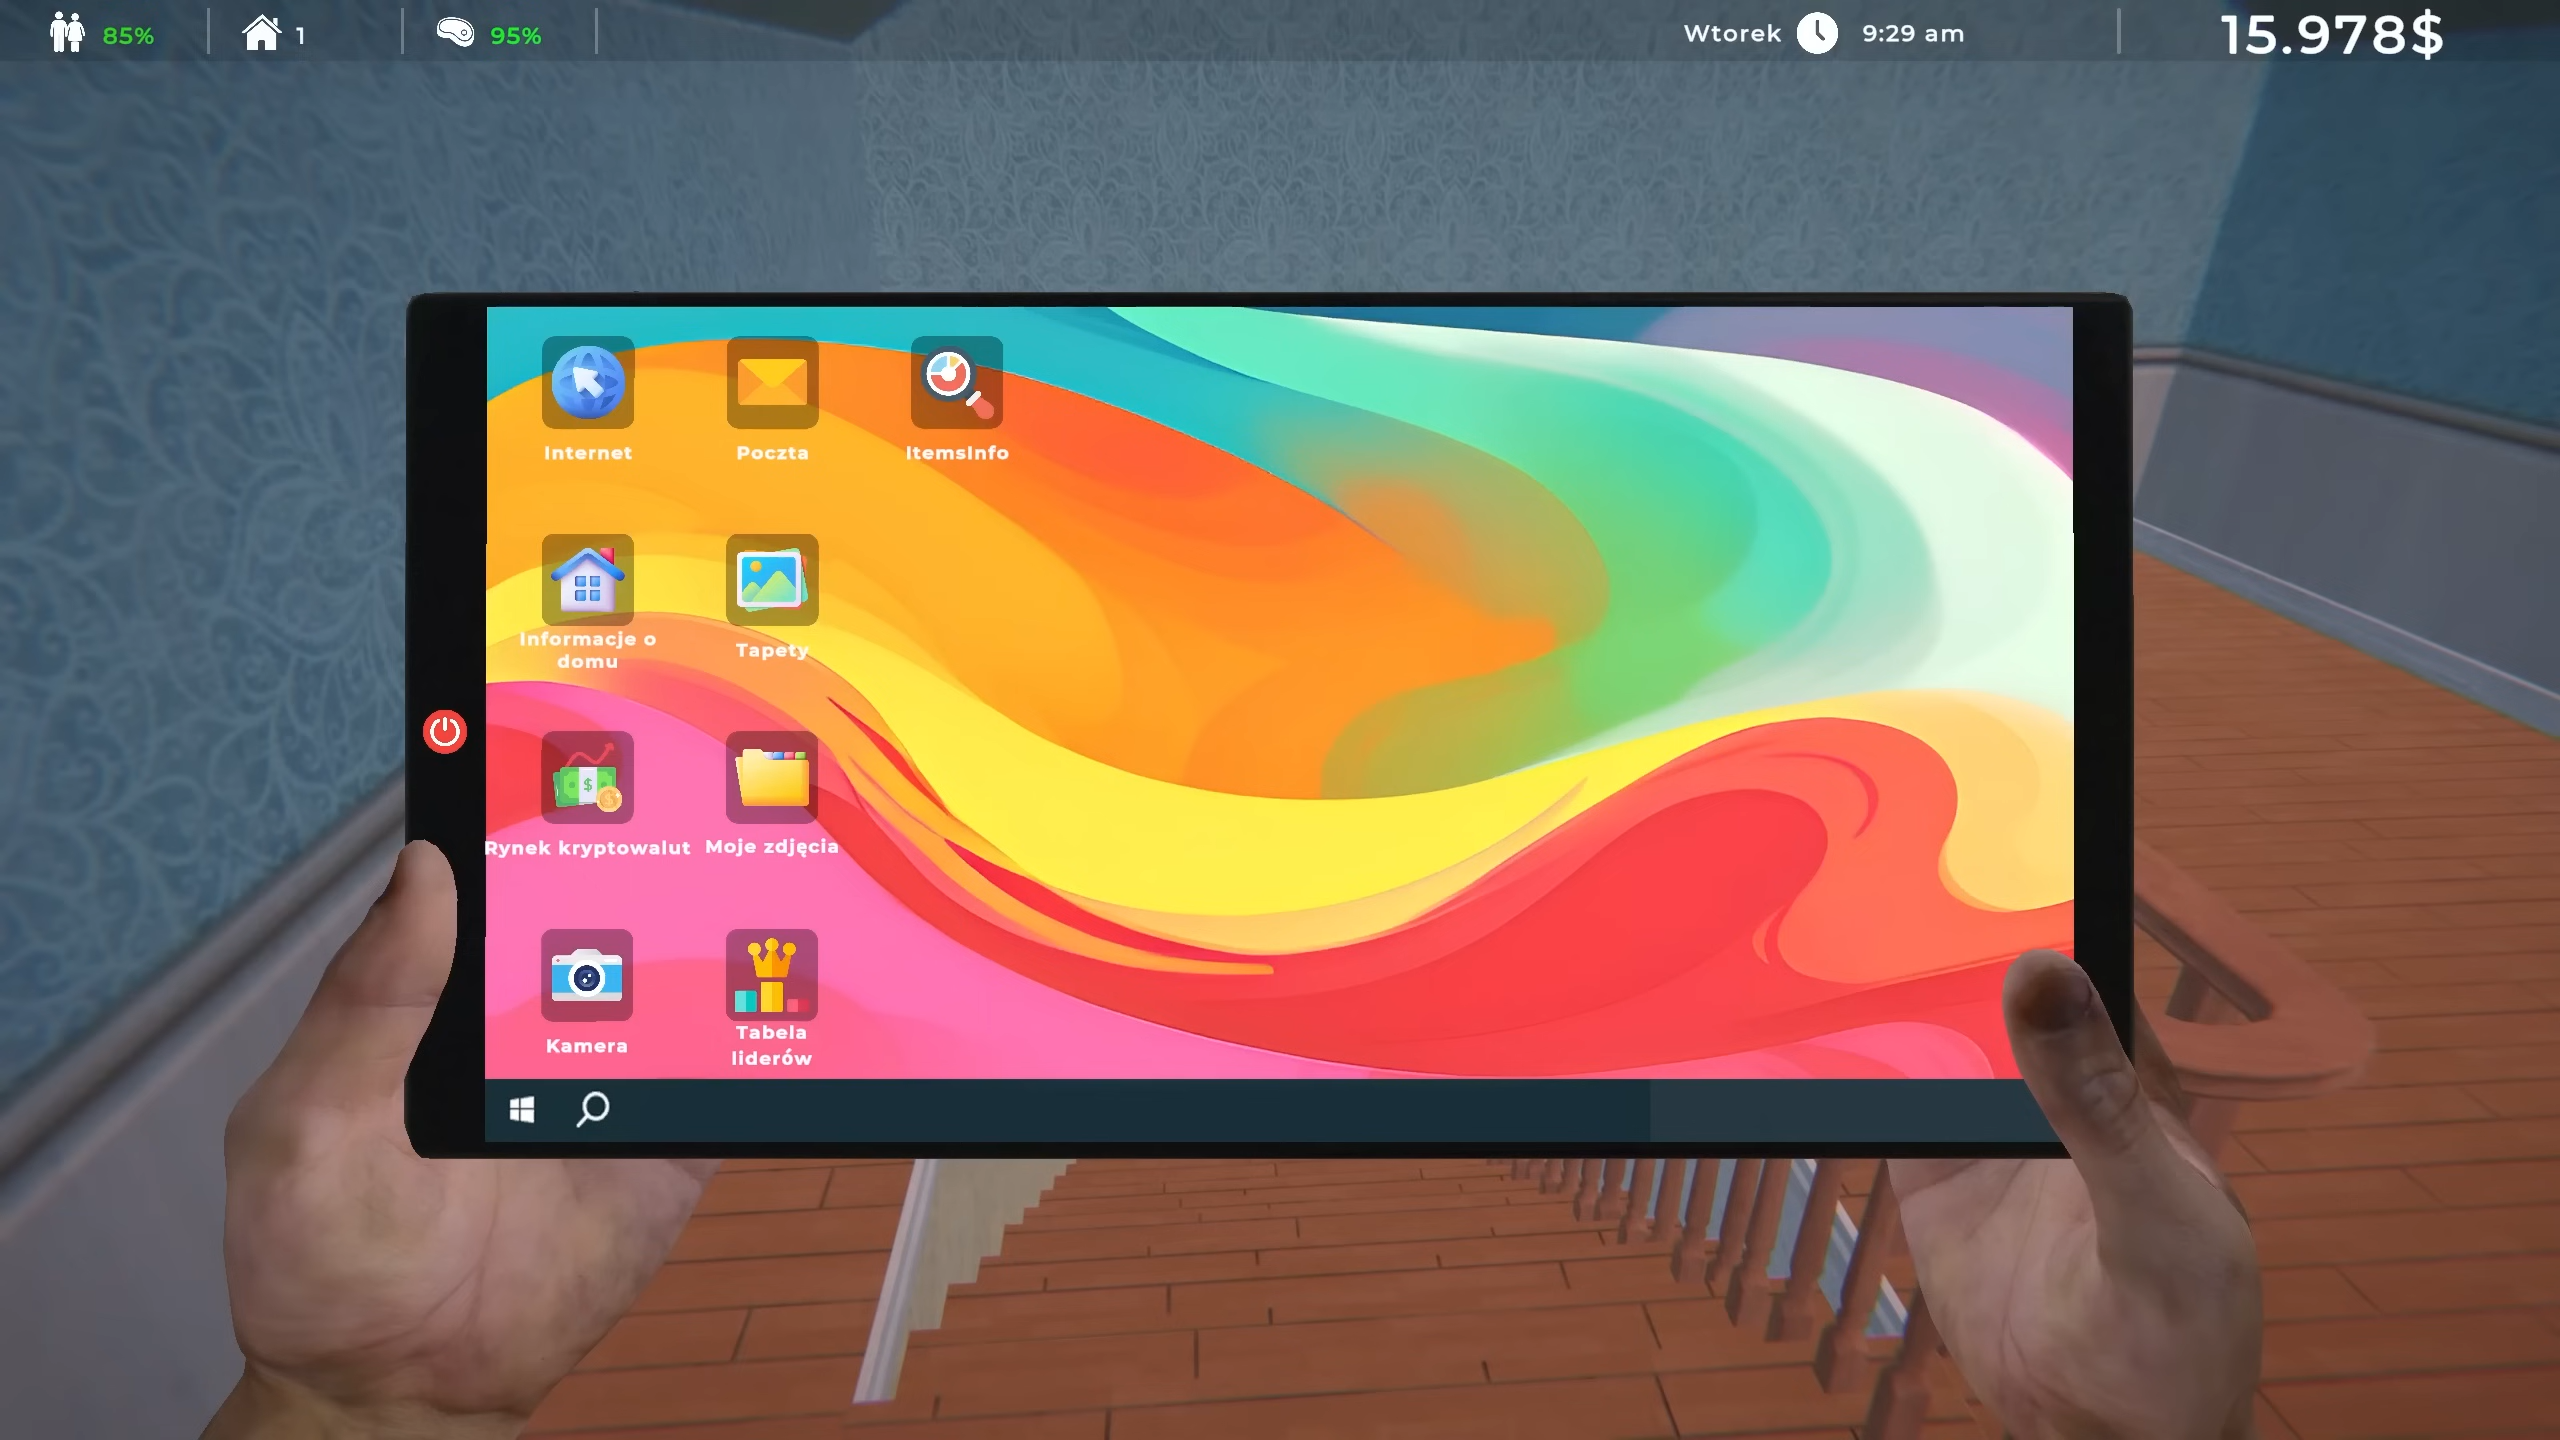 85%
1
95%
Wtorek
9:29 am
15.978$
Internet
Poczta
ItemsInfo
Informacje o
domu
Tapety
Rynek kryptowalut
Moje zdjęcia
Kamera
Tabela
liderów